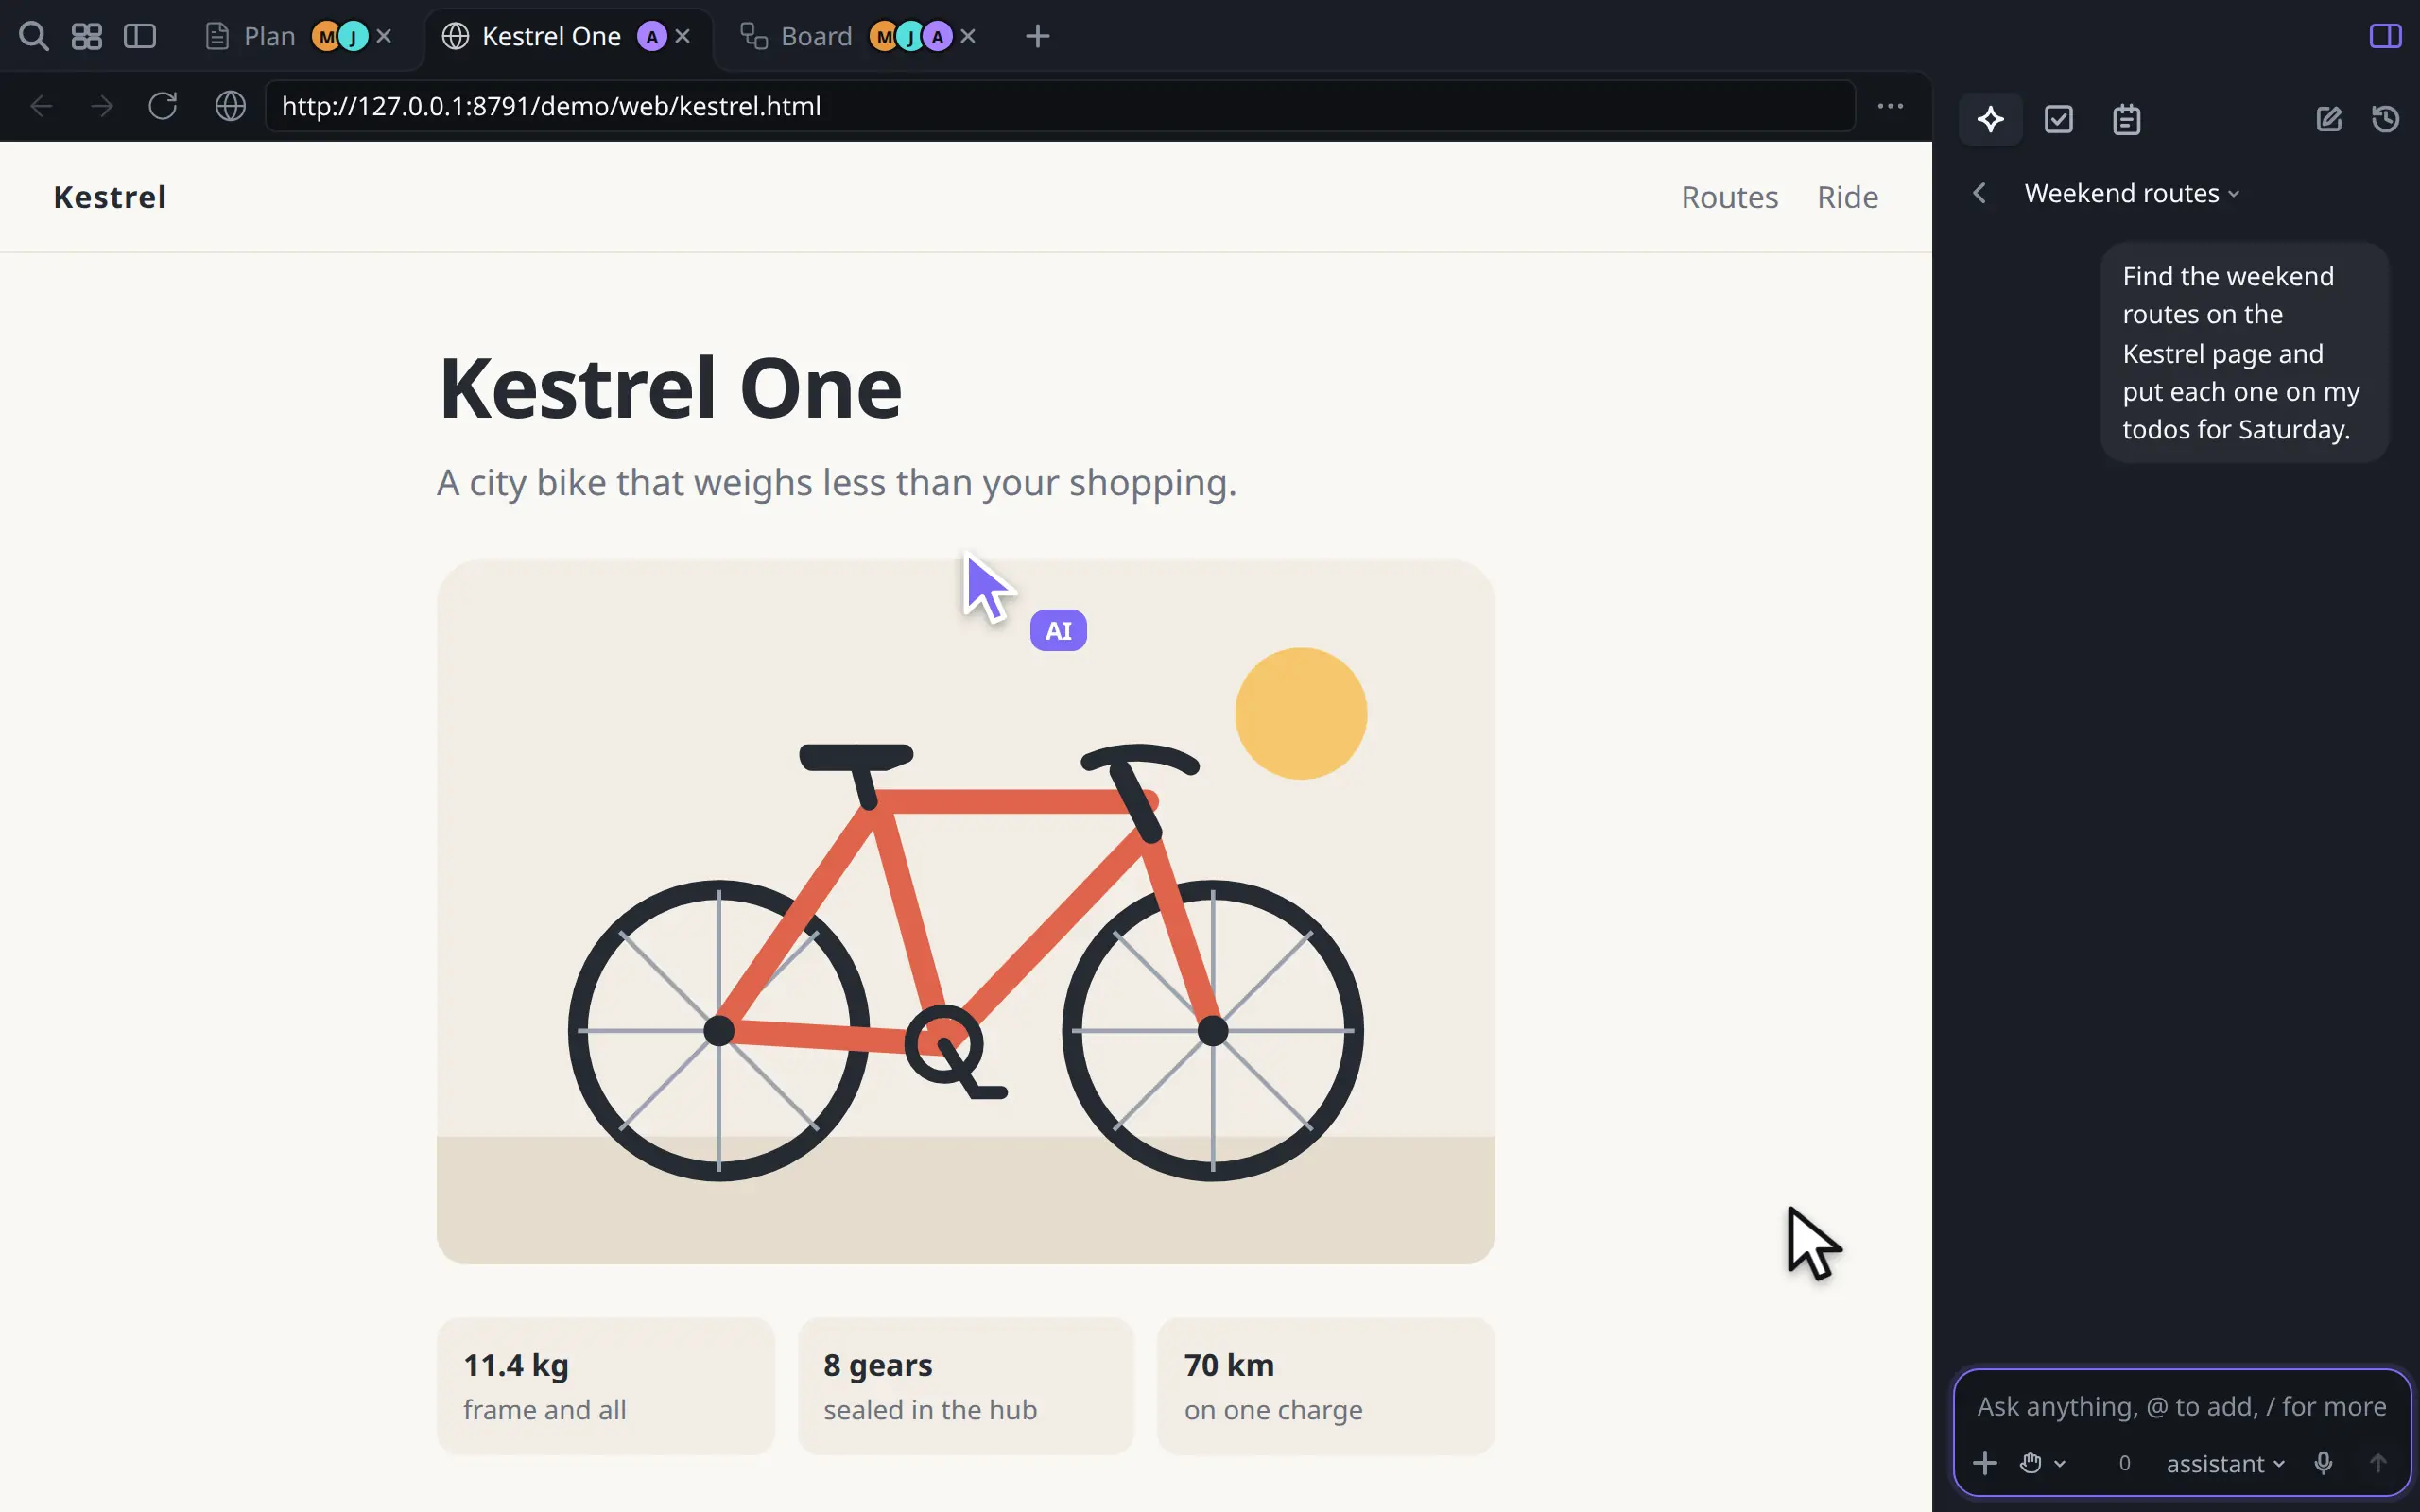 Plan M J
Kestrel One A
Board M J A
http://127.0.0.1:8791/demo/web/kestrel.html
Kestrel
Routes Ride
Kestrel One
A city bike that weighs less than your shopping.
AI
11.4 kg
frame and all
8 gears
sealed in the hub
70 km
on one charge
Weekend routes
Find the weekend
routes on the
Kestrel page and
put each one on my
todos for Saturday.
Ask anything, @ to add, / for more
0 assistant